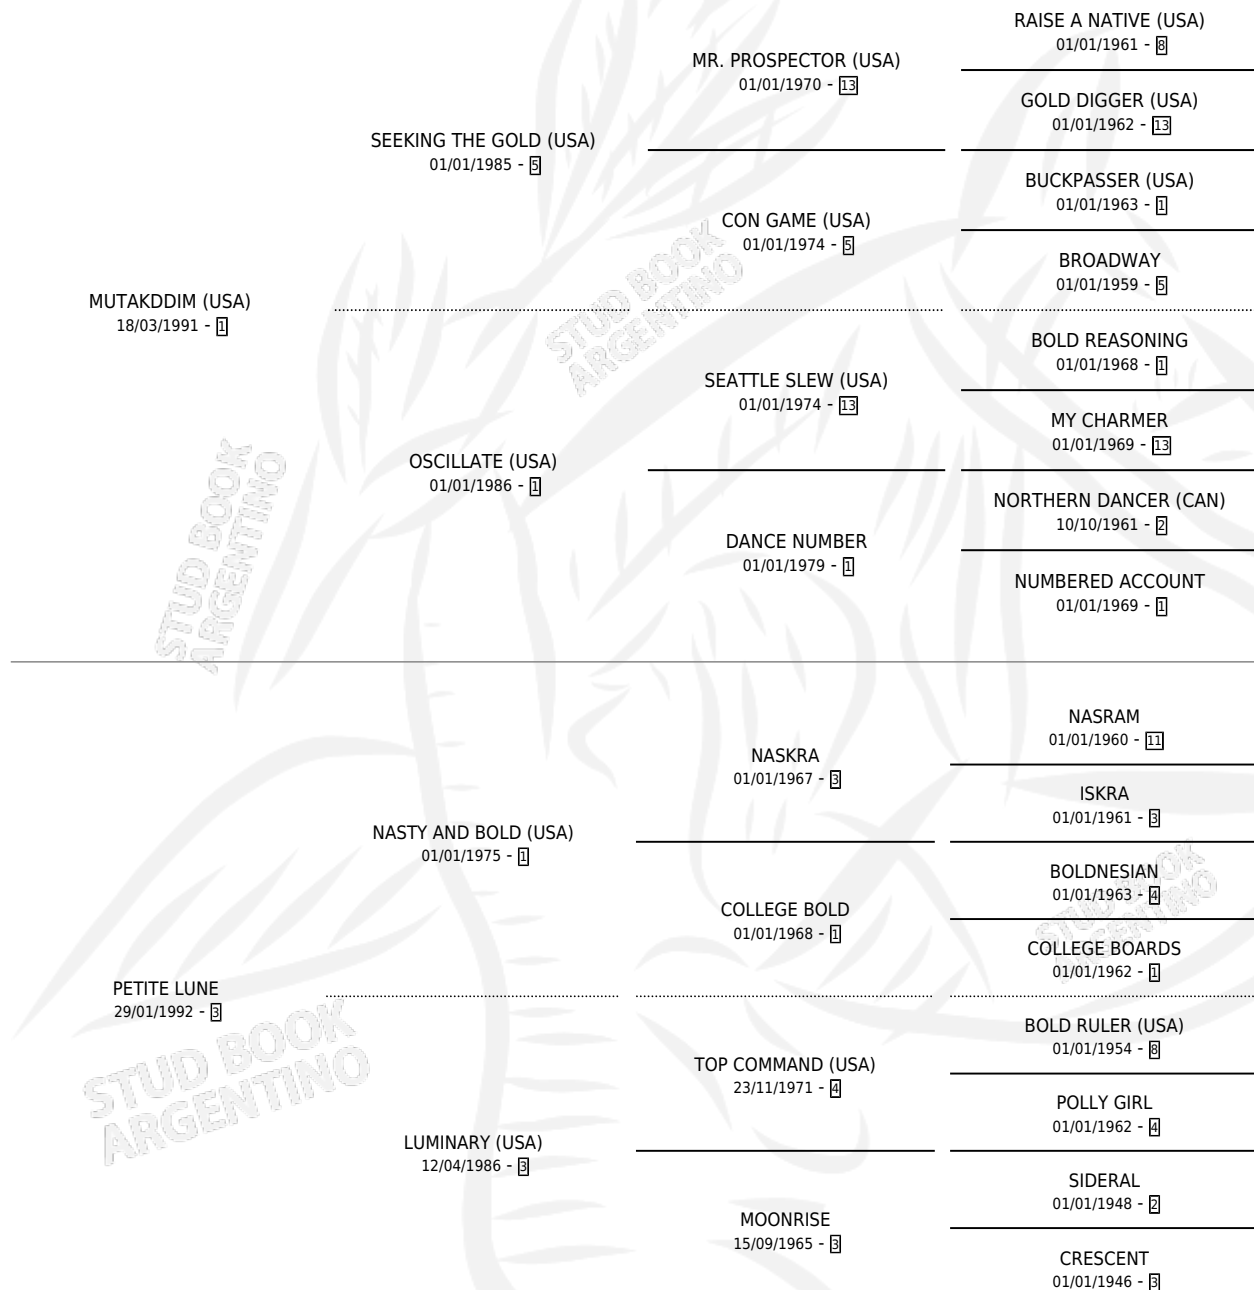 RAISE A NATIVE (USA)
01/01/1961 - 8
MR. PROSPECTOR (USA)
01/01/1970 - 13
GOLD DIGGER (USA)
01/01/1962 - 13
SEEKING THE GOLD (USA)
01/01/1985 - 5
BUCKPASSER (USA)
01/01/1963 - 1
CON GAME (USA)
01/01/1974 - 5
BROADWAY
01/01/1959 - 5
MUTAKDDIM (USA)
18/03/1991 - 1
BOLD REASONING
01/01/1968 - 1
SEATTLE SLEW (USA)
01/01/1974 - 13
MY CHARMER
01/01/1969 - 13
OSCILLATE (USA)
01/01/1986 - 1
NORTHERN DANCER (CAN)
10/10/1961 - 2
DANCE NUMBER
01/01/1979 - 1
NUMBERED ACCOUNT
01/01/1969 - 1
NASRAM
01/01/1960 - 11
NASKRA
01/01/1967 - 3
ISKRA
01/01/1961 - 3
NASTY AND BOLD (USA)
01/01/1975 - 1
BOLDNESIAN
01/01/1963 - 4
COLLEGE BOLD
01/01/1968 - 1
COLLEGE BOARDS
01/01/1962 - 1
PETITE LUNE
29/01/1992 - 3
BOLD RULER (USA)
01/01/1954 - 8
TOP COMMAND (USA)
23/11/1971 - 4
POLLY GIRL
01/01/1962 - 4
LUMINARY (USA)
12/04/1986 - 3
SIDERAL
01/01/1948 - 2
MOONRISE
15/09/1965 - 3
CRESCENT
01/01/1946 - 3
STUD BOOK
ARGENTINO
STUD BOOK
ARGENTINO
STUD BOOK
ARGENTINO
STUD BOOK
ARGENTINO